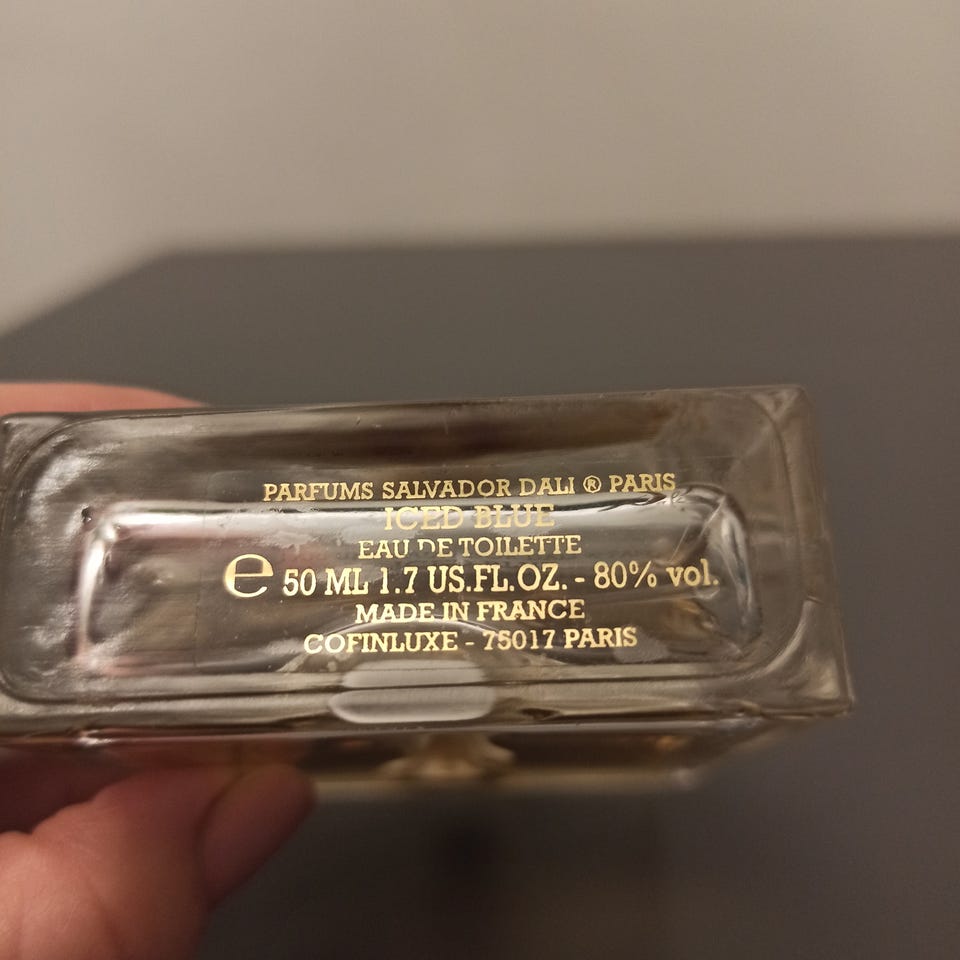 PARFUMS SALVADOR DALI ® PARIS
ICED BLUE
EAU DE TOILETTE
℮ 50 ML 1.7 US.FL.OZ. - 80% vol.
MADE IN FRANCE
COFINLUXE - 75017 PARIS